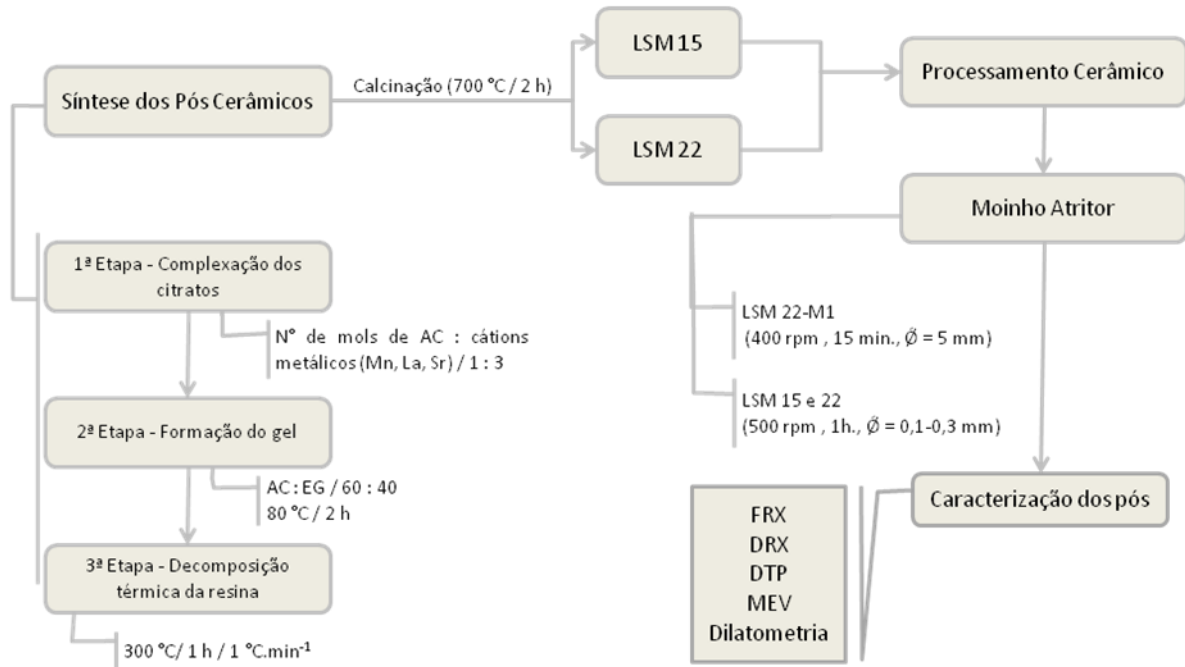 Síntese dos Pós Cerâmicos
Calcinação (700 °C / 2 h)
LSM 15
LSM 22
Processamento Cerâmico
Moinho Atritor
1ª Etapa - Complexação dos
citratos
N° de mols de AC : cátions
metálicos (Mn, La, Sr) / 1 : 3
2ª Etapa - Formação do gel
AC : EG / 60 : 40
80 °C / 2 h
3ª Etapa - Decomposição
térmica da resina
300 °C/ 1 h / 1 °C.min⁻¹
LSM 22-M1
(400 rpm , 15 min., Ø = 5 mm)
LSM 15 e 22
(500 rpm , 1h., Ø = 0,1-0,3 mm)
Caracterização dos pós
FRX
DRX
DTP
MEV
Dilatometria